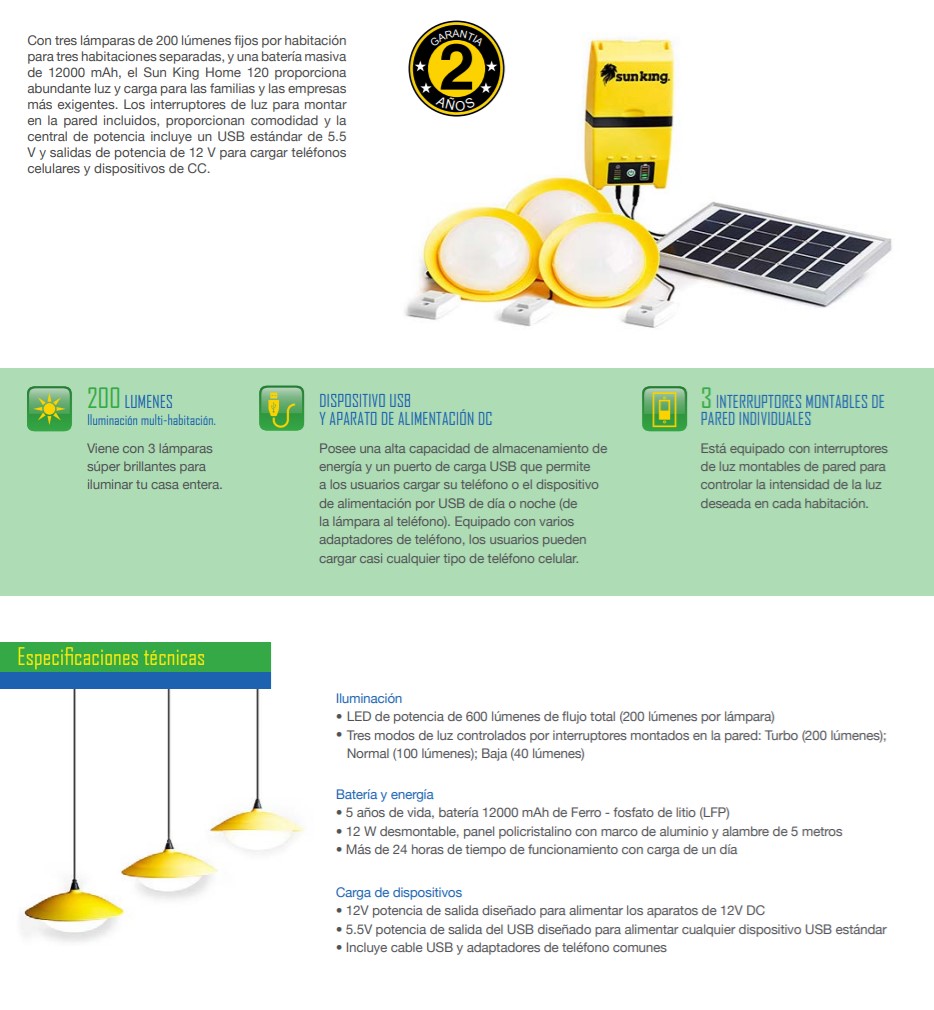 Con tres lámparas de 200 lúmenes fijos por habitación
para tres habitaciones separadas, y una batería masiva
de 12000 mAh, el Sun King Home 120 proporciona
abundante luz y carga para las familias y las empresas
más exigentes. Los interruptores de luz para montar
en la pared incluidos, proporcionan comodidad y la
central de potencia incluye un USB estándar de 5.5
V y salidas de potencia de 12 V para cargar teléfonos
celulares y dispositivos de CC.
GARANTIA
2
AÑOS
sunking.
200 LUMENES
Iluminación multi-habitación.
Viene con 3 lámparas
súper brillantes para
iluminar tu casa entera.
DISPOSITIVO USB
Y APARATO DE ALIMENTACIÓN DC
Posee una alta capacidad de almacenamiento de
energía y un puerto de carga USB que permite
a los usuarios cargar su teléfono o el dispositivo
de alimentación por USB de día o noche (de
la lámpara al teléfono). Equipado con varios
adaptadores de teléfono, los usuarios pueden
cargar casi cualquier tipo de teléfono celular.
3 INTERRUPTORES MONTABLES DE
PARED INDIVIDUALES
Está equipado con interruptores
de luz montables de pared para
controlar la intensidad de la luz
deseada en cada habitación.
Especificaciones técnicas
Iluminación
• LED de potencia de 600 lúmenes de flujo total (200 lúmenes por lámpara)
• Tres modos de luz controlados por interruptores montados en la pared: Turbo (200 lúmenes);
Normal (100 lúmenes); Baja (40 lúmenes)
Batería y energía
• 5 años de vida, batería 12000 mAh de Ferro - fosfato de litio (LFP)
• 12 W desmontable, panel policristalino con marco de aluminio y alambre de 5 metros
• Más de 24 horas de tiempo de funcionamiento con carga de un día
Carga de dispositivos
• 12V potencia de salida diseñado para alimentar los aparatos de 12V DC
• 5.5V potencia de salida del USB diseñado para alimentar cualquier dispositivo USB estándar
• Incluye cable USB y adaptadores de teléfono comunes